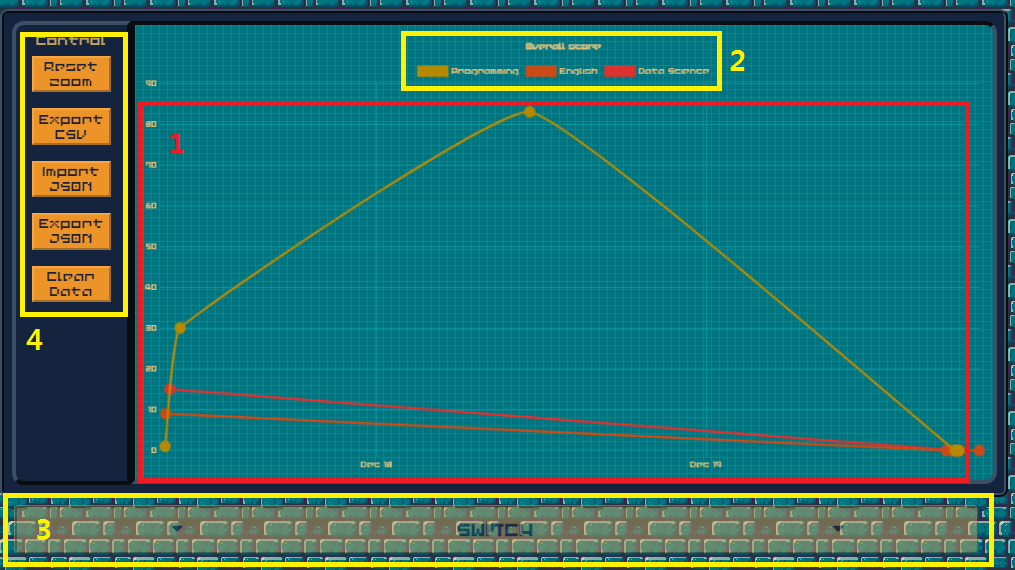 Control
Reset
zoom
Export
CSV
Import
JSON
Export
JSON
Clear
Data
4
Overall score
Programming English Data Science
2
1
90
80
70
60
50
40
30
20
10
0
Dec 18 Dec 19
3
SWITCH